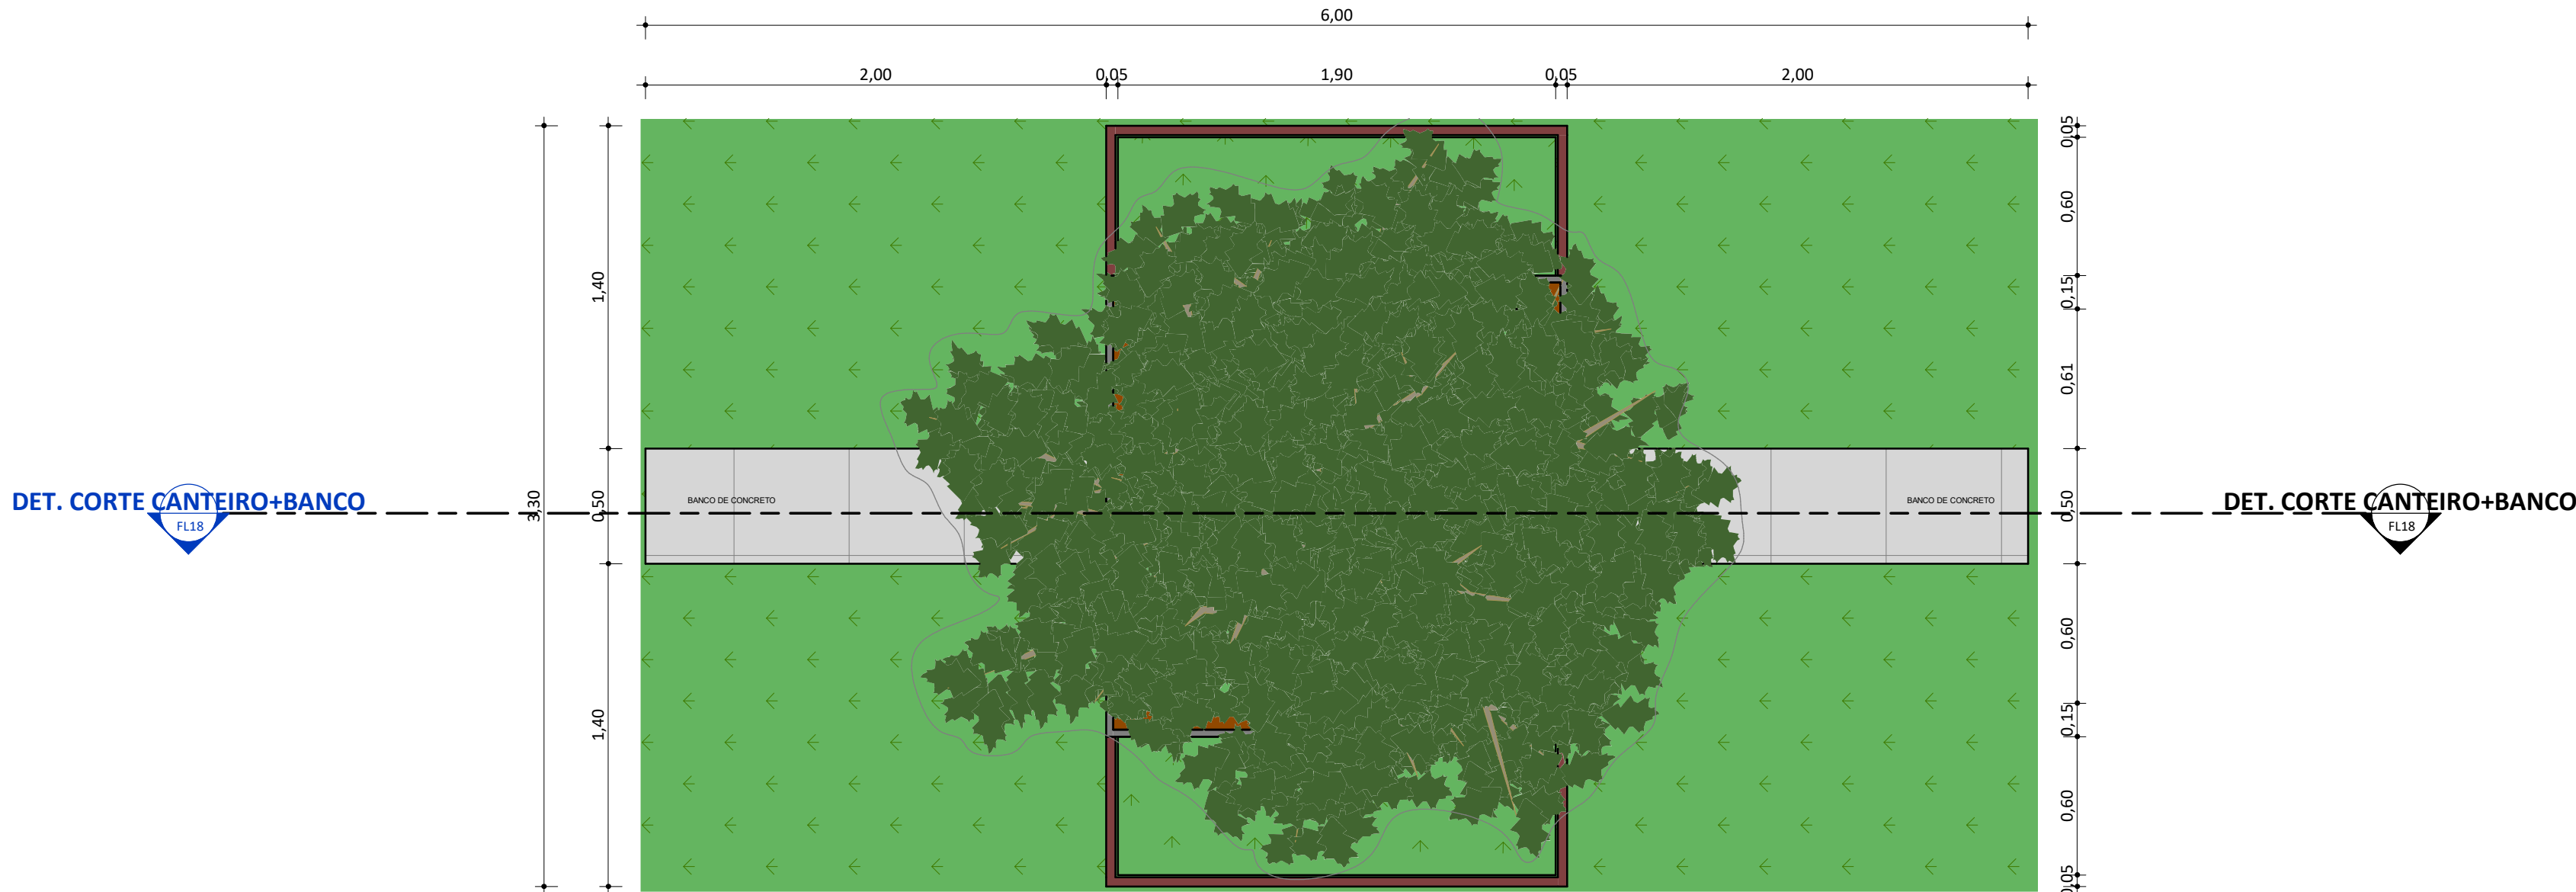 6,00
2,00 0,05 1,90 0,05 2,00
0,05
0,60
1,40
0,15
0,61
BANCO DE CONCRETO
BANCO DE CONCRETO
DET. CORTE CANTEIRO+BANCO
3,30
0,50
0,50
DET. CORTE CANTEIRO+BANCO
FL18
FL18
0,60
1,40
0,15
0,60
0,05